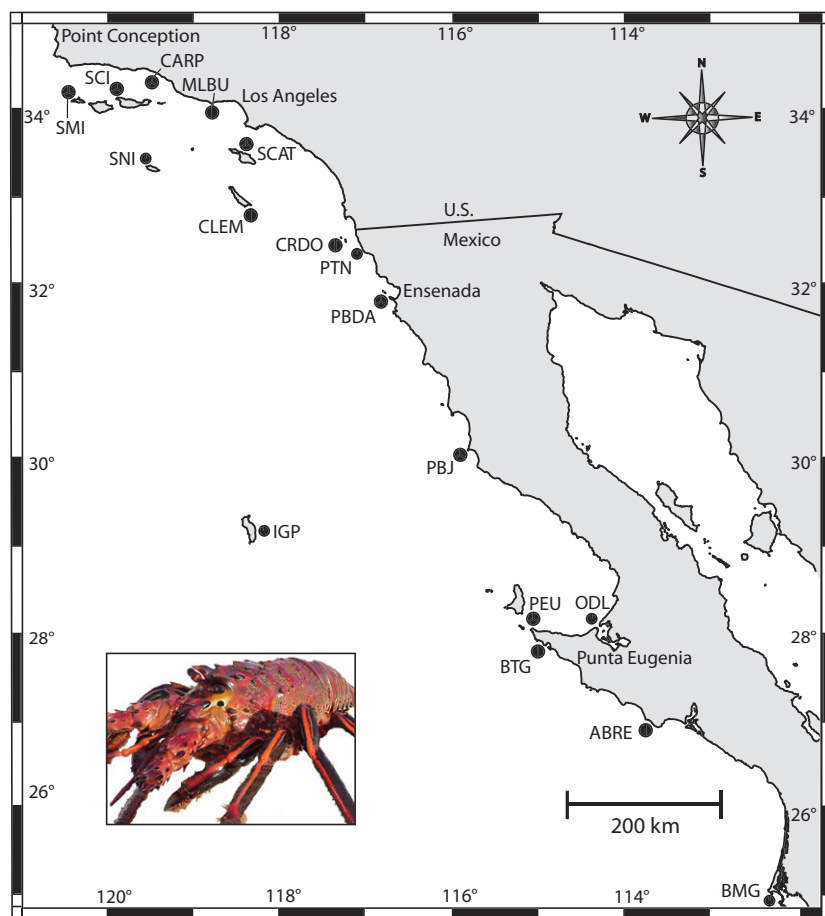 118°
116°
114°
Point Conception
CARP
SCI
MLBU
Los Angeles
N
W
E
S
34°
34°
SMI
SCAT
SNI
CLEM
U.S.
Mexico
CRDO
PTN
32°
32°
Ensenada
PBDA
30°
30°
PBJ
IGP
PEU
ODL
28°
28°
BTG
Punta Eugenia
ABRE
26°
26°
200 km
BMG
120°
118°
116°
114°